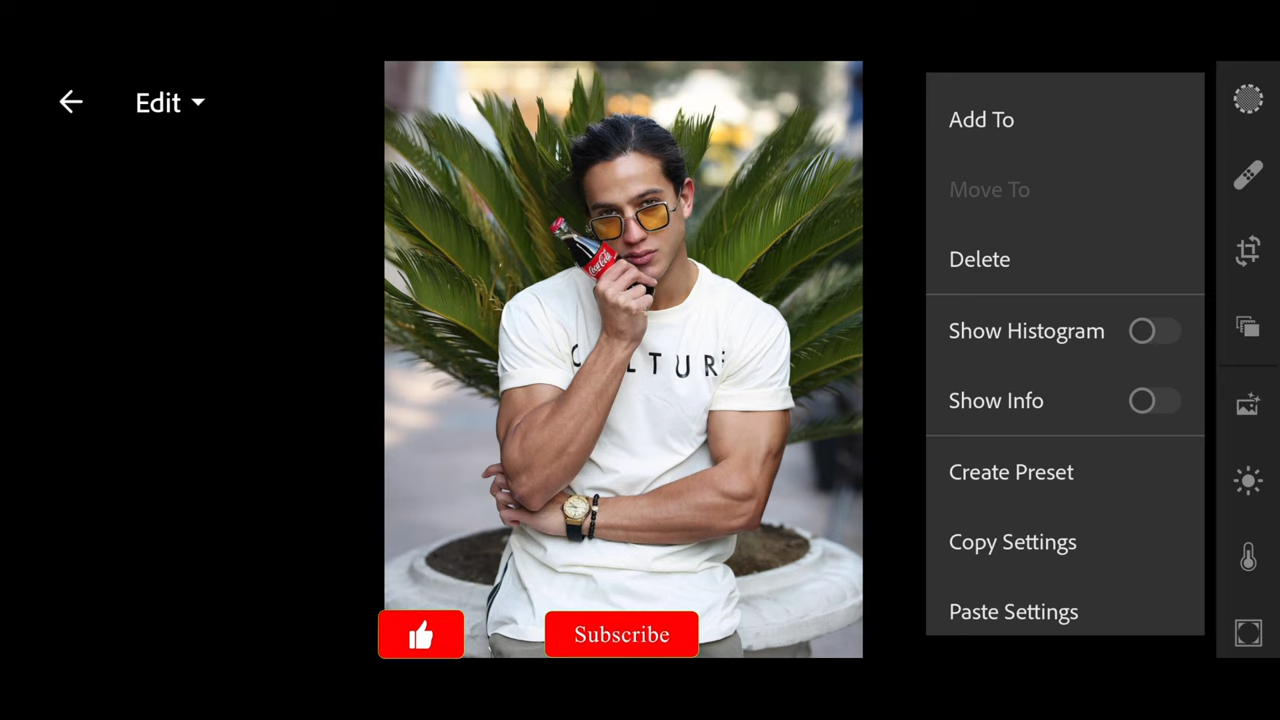 Edit
Add To
Move To
Delete
Show Histogram
Show Info
Create Preset
Copy Settings
Paste Settings
Coca-Cola
Subscribe